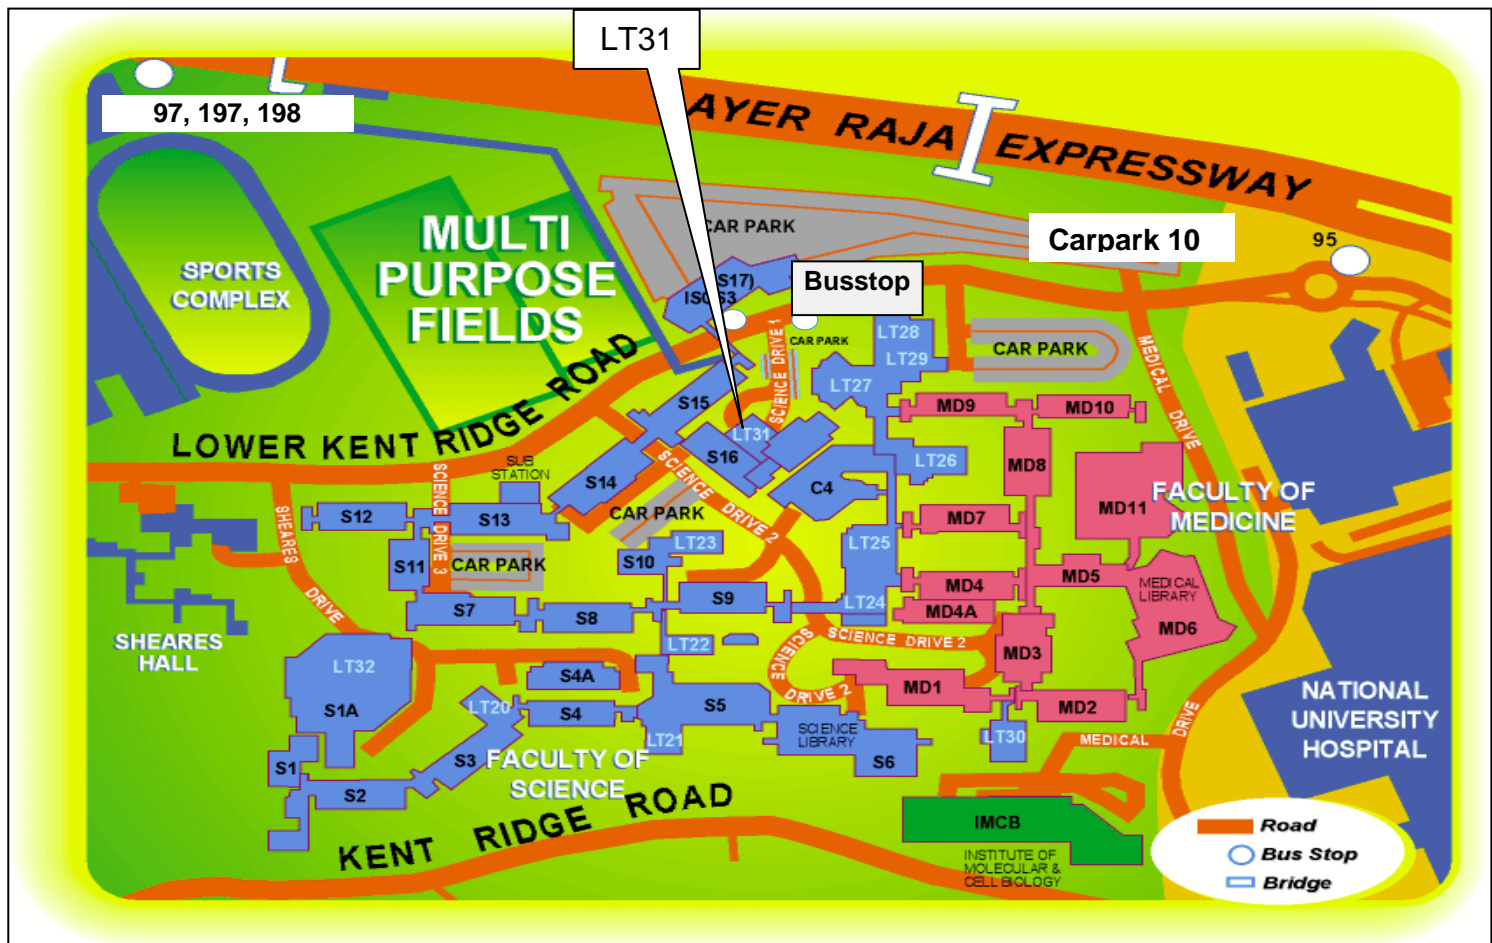 LT31
97, 197, 198
AYER RAJA EXPRESSWAY
CAR PARK
Carpark 10
95
MULTI
PURPOSE
FIELDS
SPORTS
COMPLEX
S17)
ISCS3
Busstop
LT28
LT29
CAR PARK
CAR PARK
SCIENCE DRIVE 1
MEDICAL DRIVE
LOWER KENT RIDGE ROAD
LT27
S15
MD9
MD10
LT31
S16
LT26
MD8
SUB
STATION
S14
SCIENCE DRIVE 2
C4
MD11
FACULTY OF
MEDICINE
SCIENCE DRIVE 3
SHEARES DRIVE
S12
S13
CAR PARK
MD7
LT23
LT25
S10
S11
CAR PARK
MD5
MD4
MEDICAL
LIBRARY
S7
S8
S9
LT24
MD4A
MD6
SHEARES
HALL
LT22
SCIENCE DRIVE 2
MD3
SCIENCE DRIVE 2
LT32
S4A
MD1
S1A
LT20
S4
S5
MD2
NATIONAL
UNIVERSITY
HOSPITAL
LT21
SCIENCE
LIBRARY
LT30
MEDICAL DRIVE
S1
S3
FACULTY OF
SCIENCE
S6
S2
KENT RIDGE ROAD
IMCB
INSTITUTE OF
MOLECULAR &
CELL BIOLOGY
Road
Bus Stop
Bridge